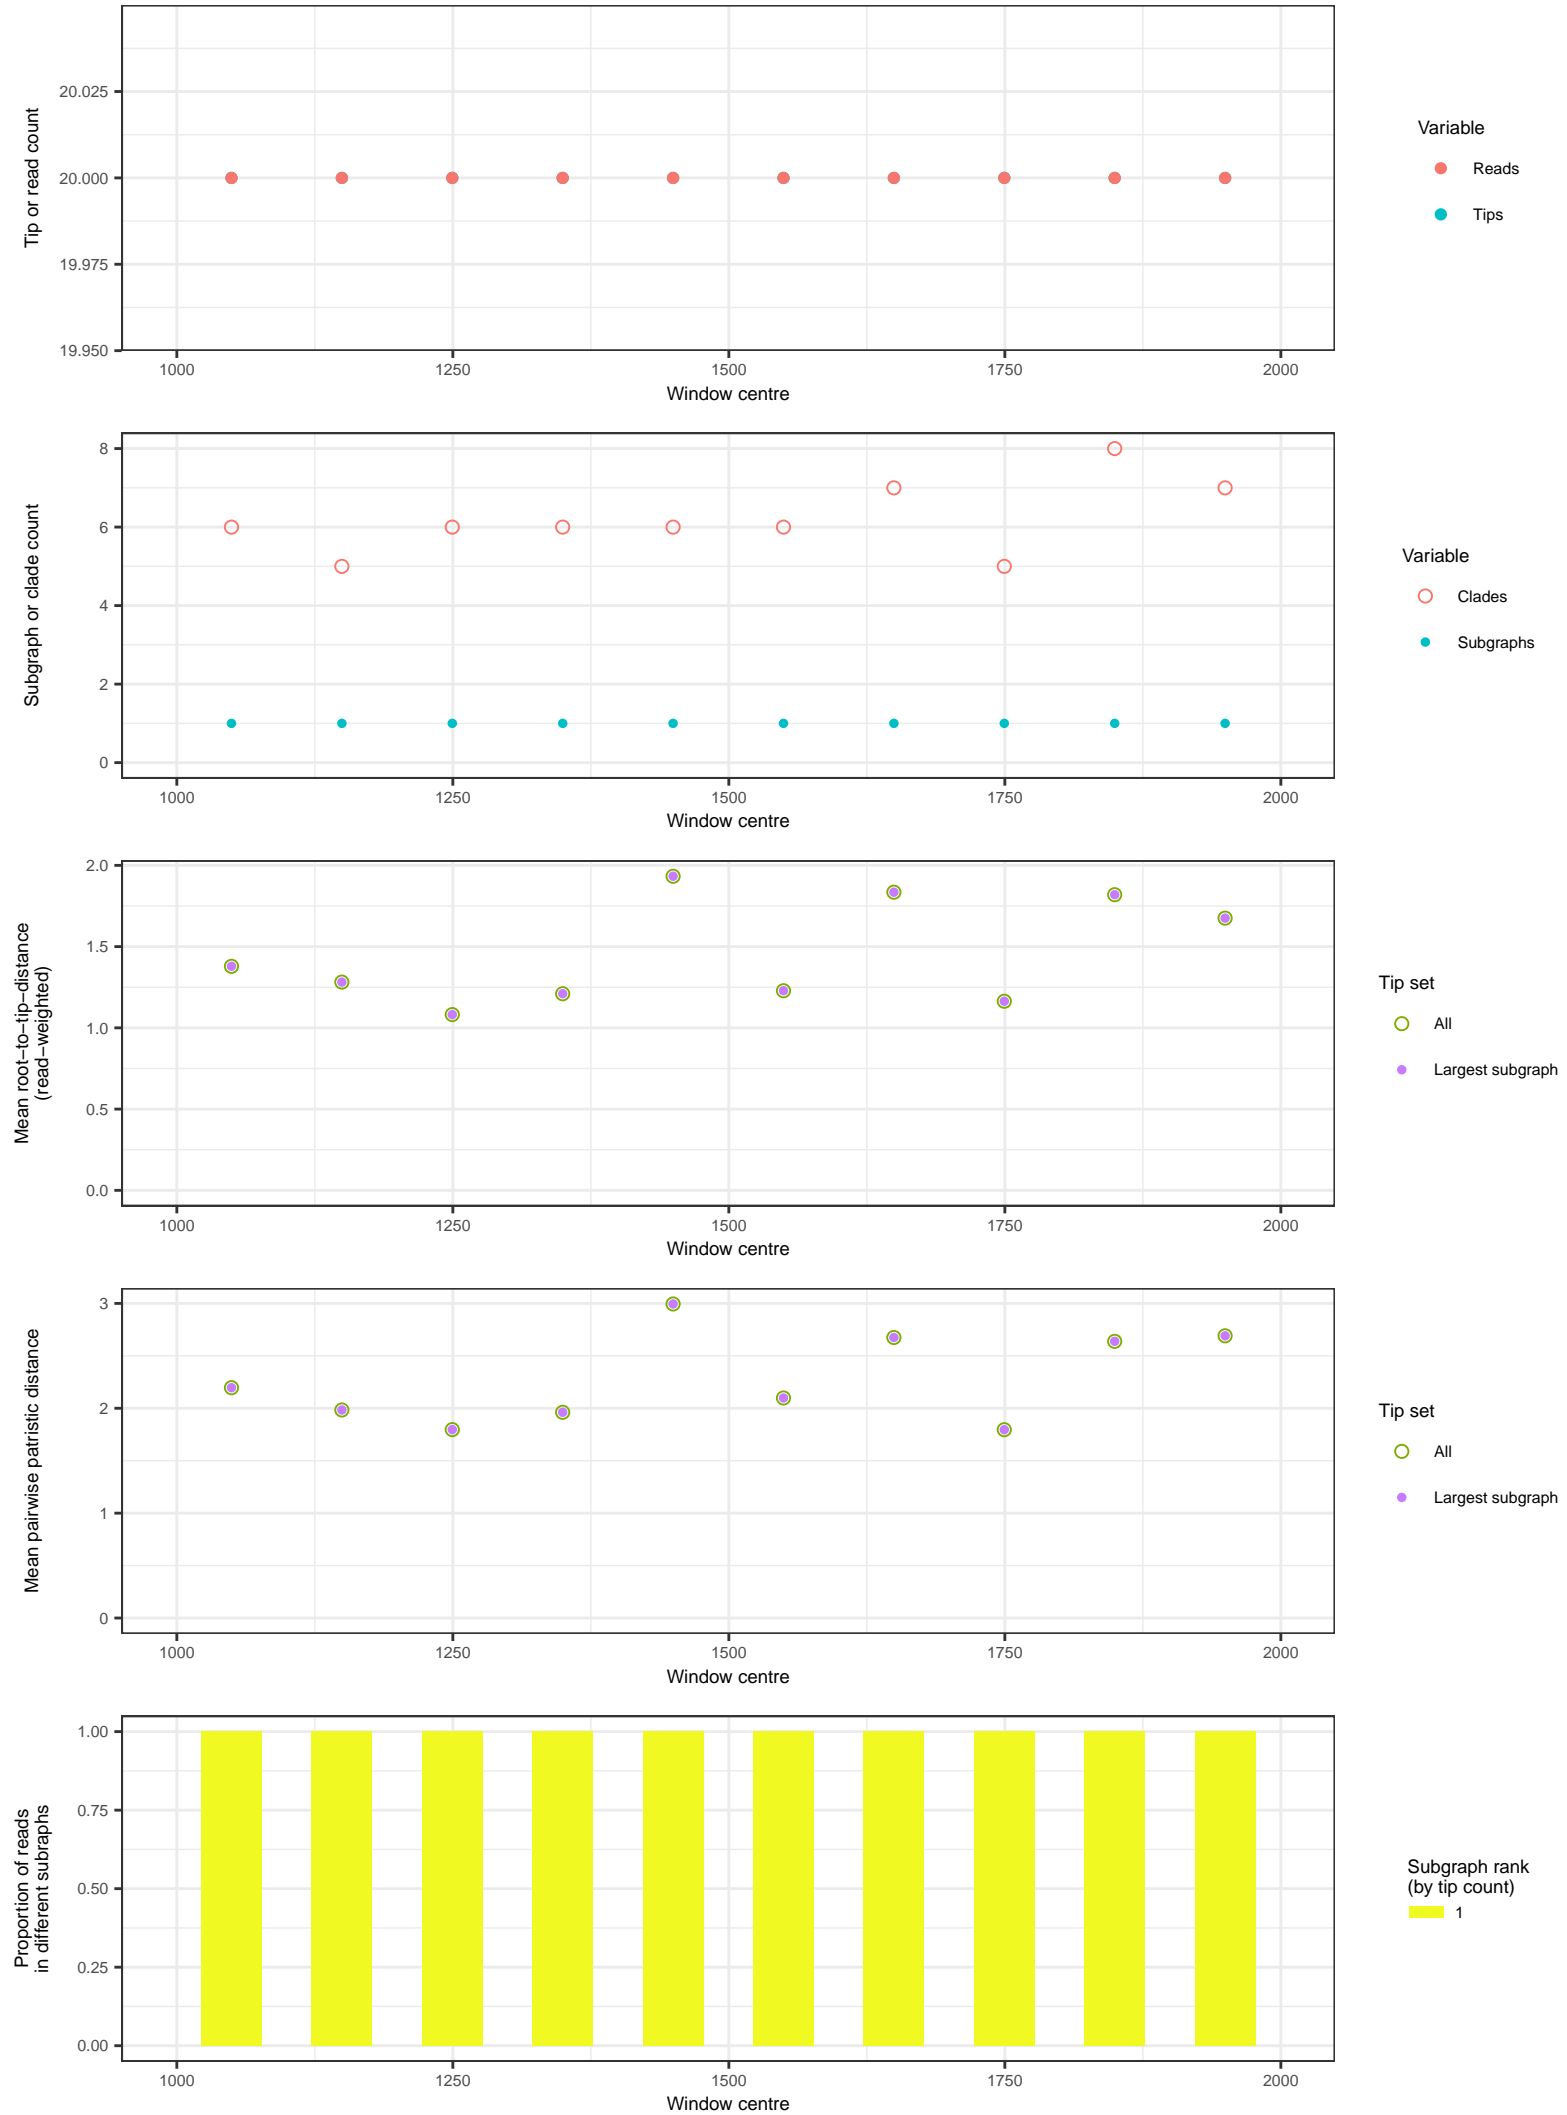 Tip or read count
20.025
20.000
19.975
19.950
1000 1250 1500 1750 2000
Window centre
Variable
Reads
Tips
Subgraph or clade count
8
6
4
2
0
1000 1250 1500 1750 2000
Window centre
Variable
Clades
Subgraphs
Mean root−to−tip−distance
(read−weighted)
2.0
1.5
1.0
0.5
0.0
1000 1250 1500 1750 2000
Window centre
Tip set
All
Largest subgraph
Mean pairwise patristic distance
3
2
1
0
1000 1250 1500 1750 2000
Window centre
Tip set
All
Largest subgraph
Proportion of reads
in different subraphs
1.00
0.75
0.50
0.25
0.00
1000 1250 1500 1750 2000
Window centre
Subgraph rank
(by tip count)
1